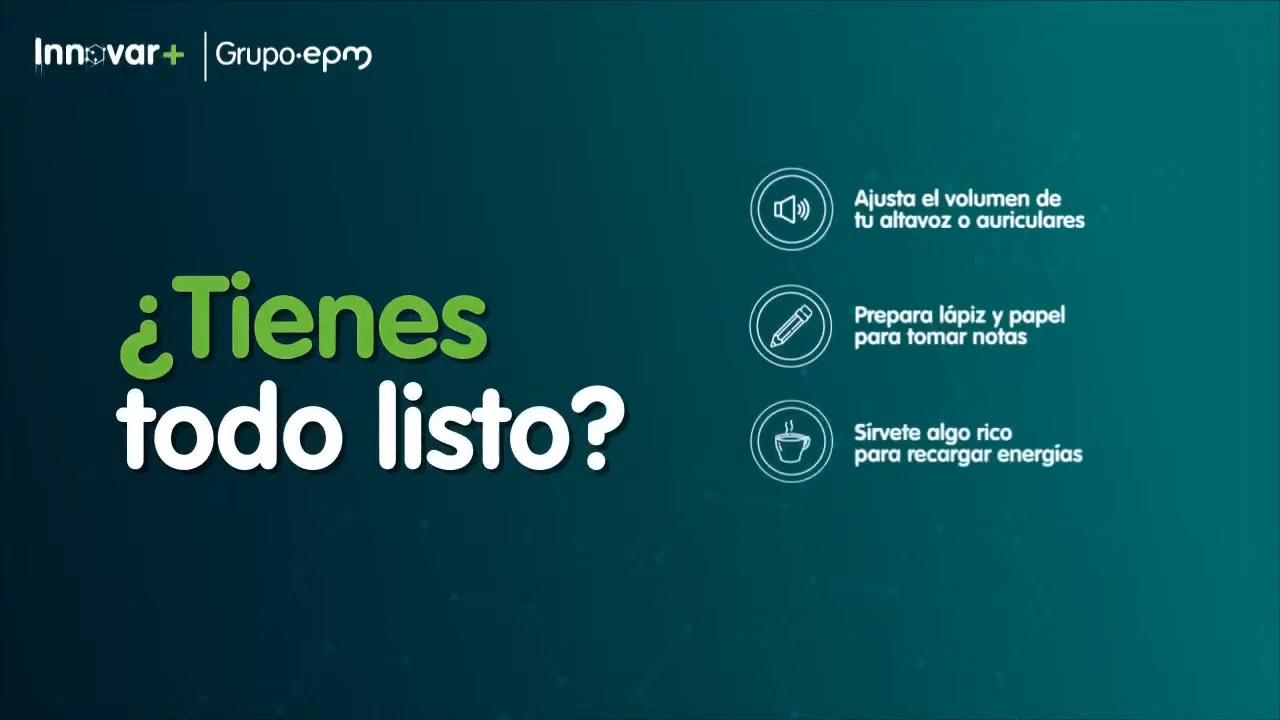 Innovar+ Grupo·epm
¿Tienes
todo listo?
Ajusta el volumen de
tu altavoz o auriculares
Prepara lápiz y papel
para tomar notas
Sírvete algo rico
para recargar energías